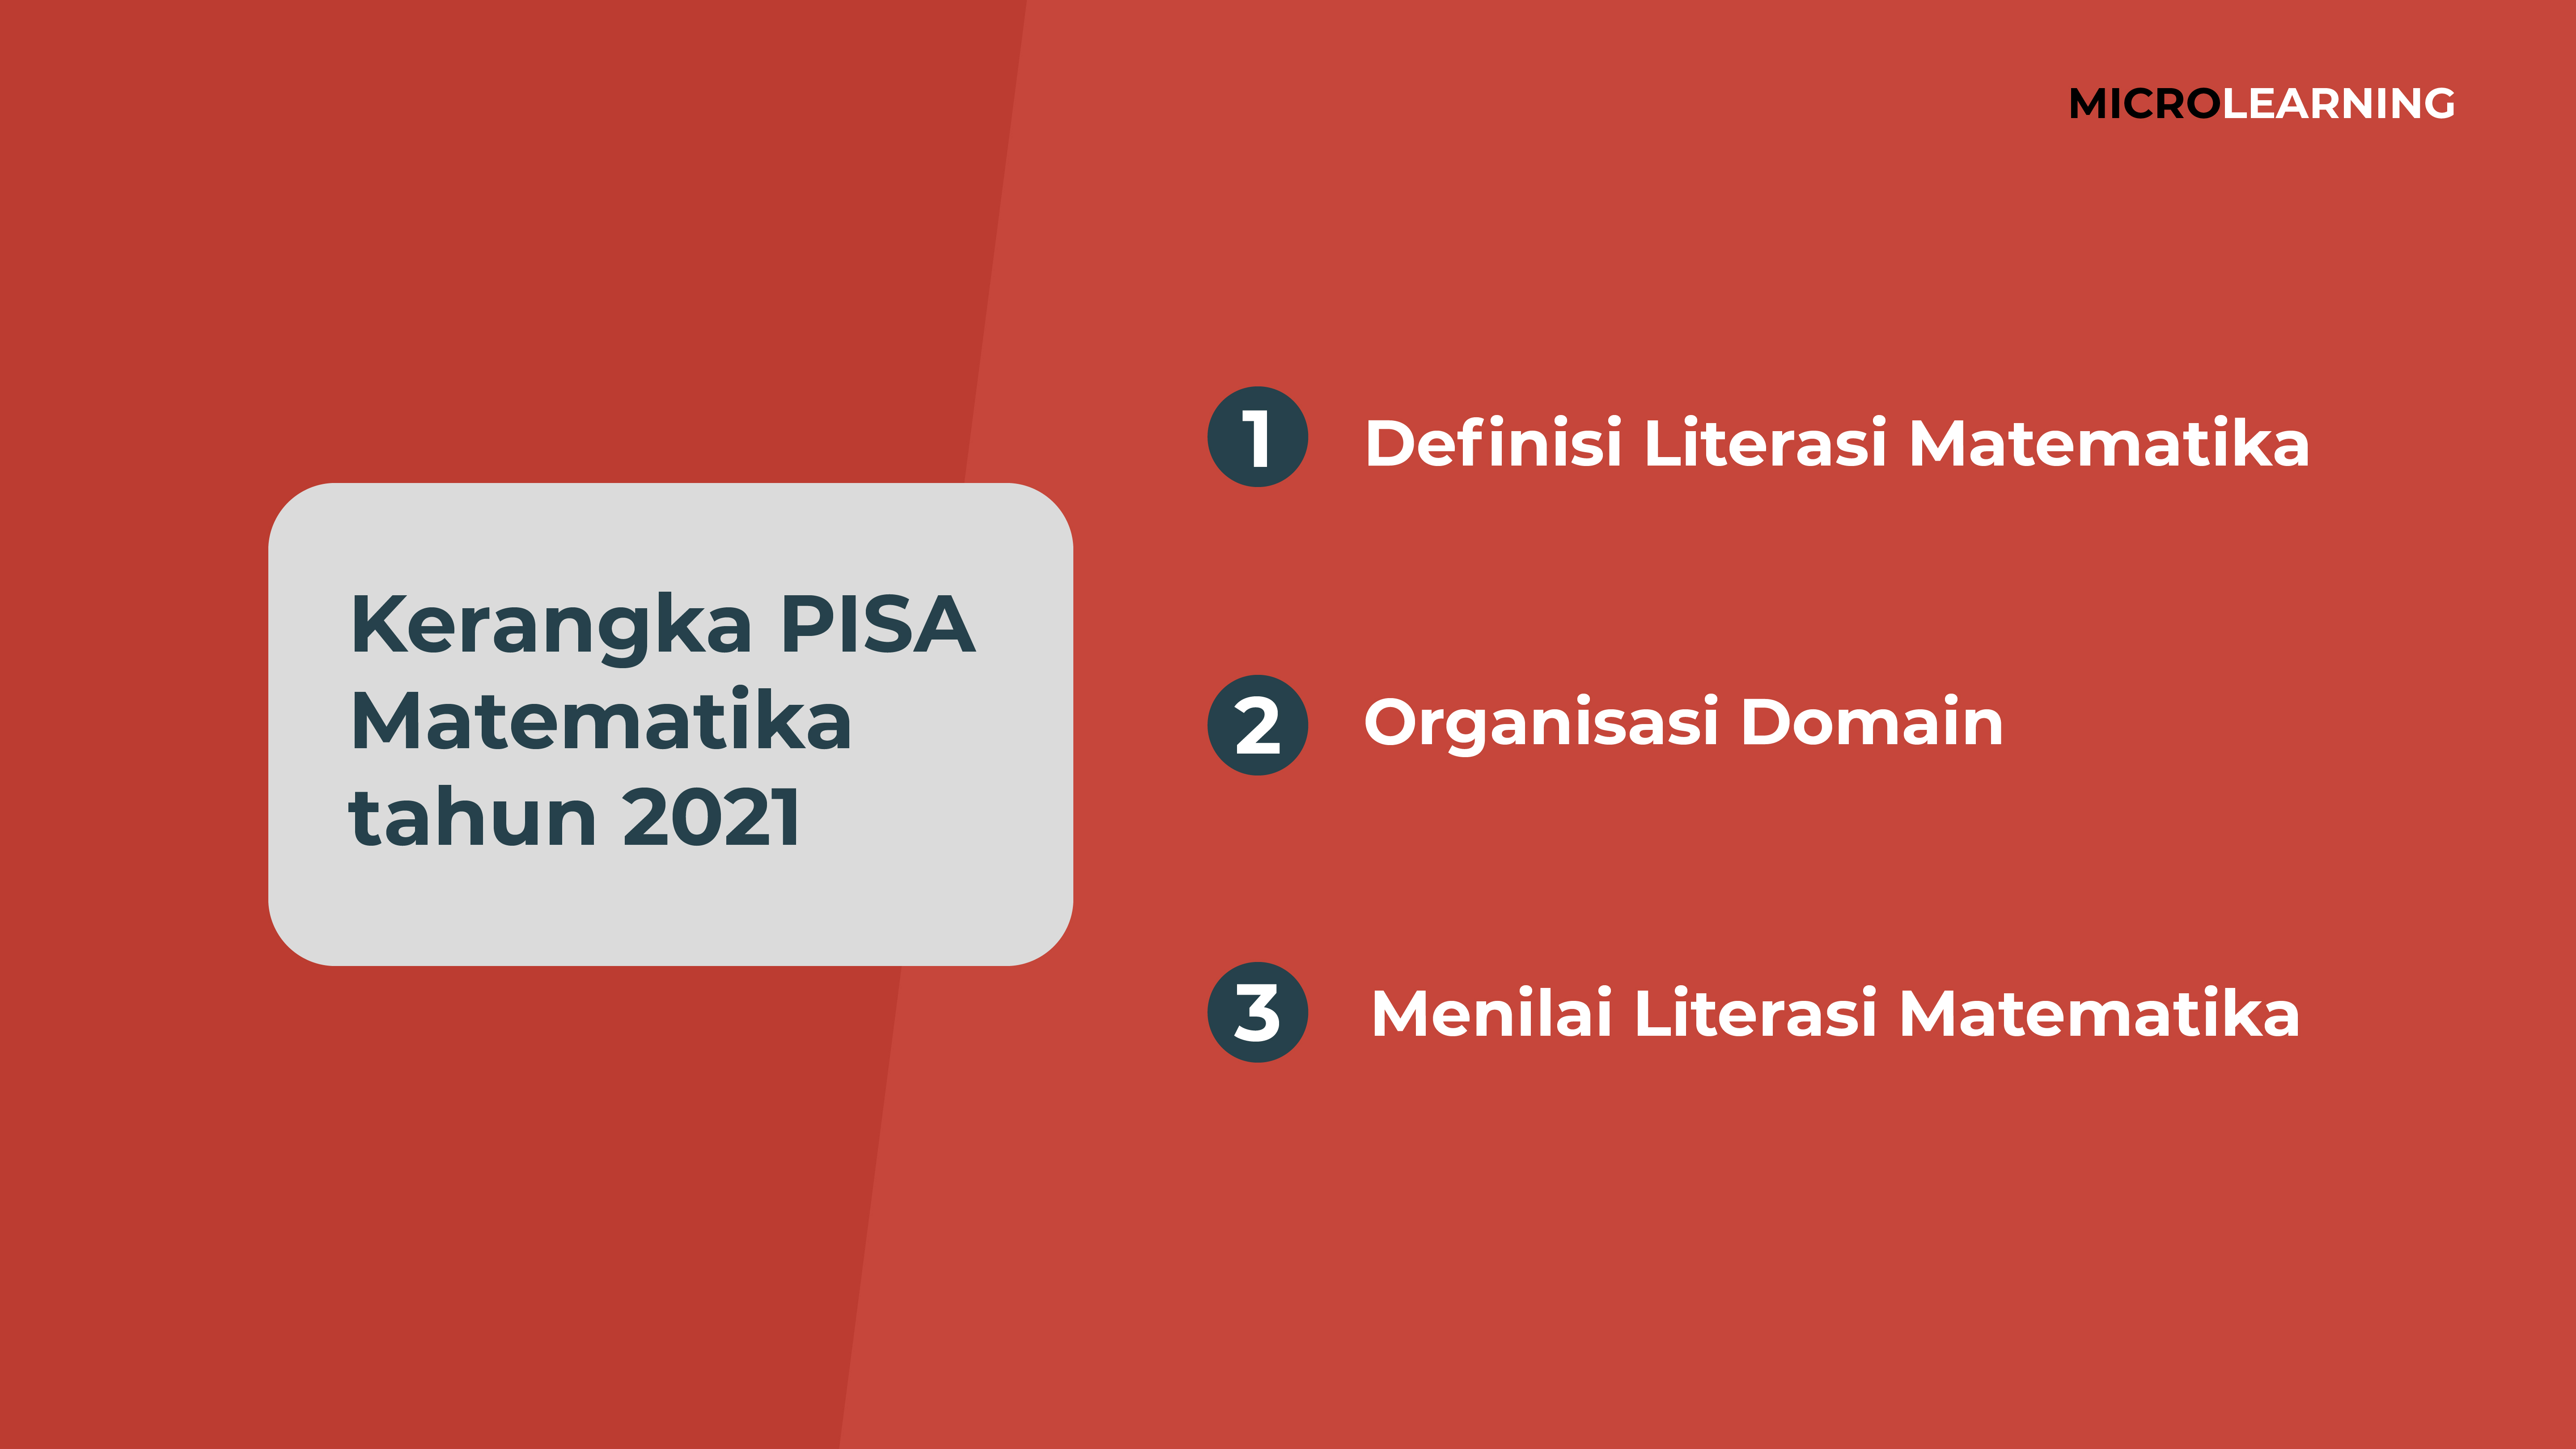 MICROLEARNING
Kerangka PISA
Matematika
tahun 2021
1 Definisi Literasi Matematika
2 Organisasi Domain
3 Menilai Literasi Matematika